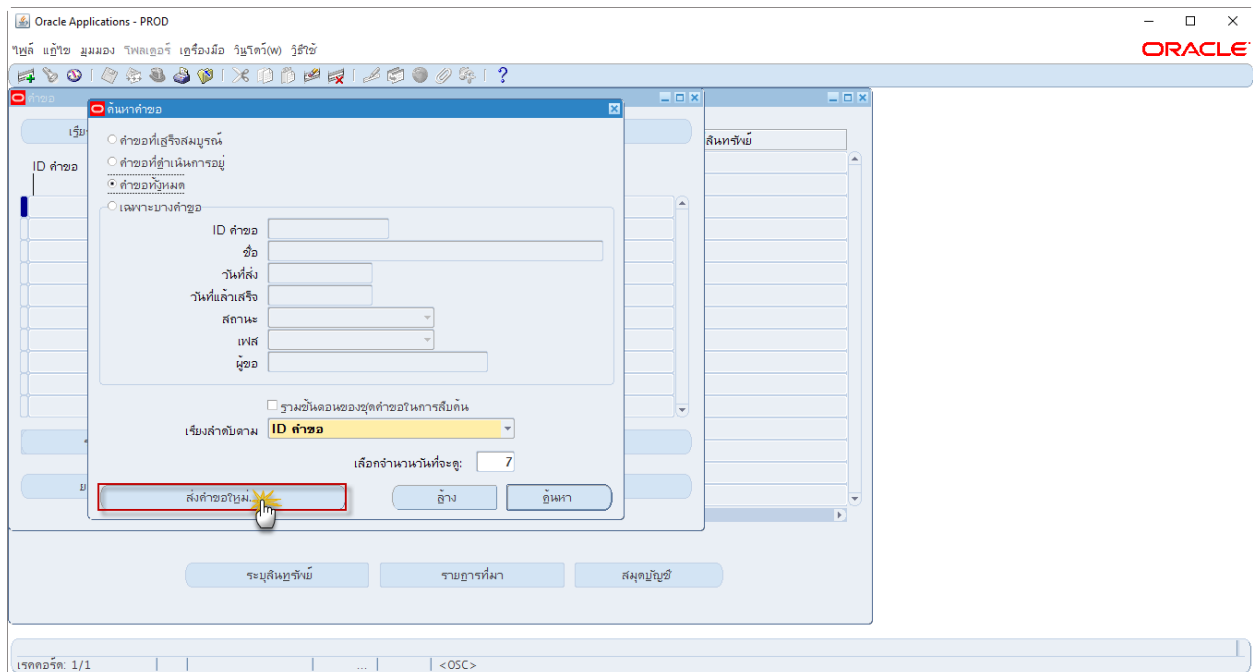 Oracle Applications - PROD
ไฟล์ แก้ไข มุมมอง โฟลเดอร์ เครื่องมือ วินโดว์(W) วิธีใช้
ORACLE
คำขอ
ค้นหาคำขอ
คำขอที่เสร็จสมบูรณ์
คำขอที่ดำเนินการอยู่
คำขอทั้งหมด
เฉพาะบางคำขอ
ID คำขอ
ชื่อ
วันที่ส่ง
วันที่แล้วเสร็จ
สถานะ
เฟส
ผู้ขอ
รวมขั้นตอนของชุดคำขอในการสืบค้น
เรียงลำดับตาม ID คำขอ
เลือกจำนวนวันที่จะดู: 7
ส่งคำขอใหม่...
ล้าง
ค้นหา
ID คำขอ
สินทรัพย์
ระบุสินทรัพย์
รายการที่มา
สมุดบัญชี
เรคคอร์ด: 1/1 ... <OSC>